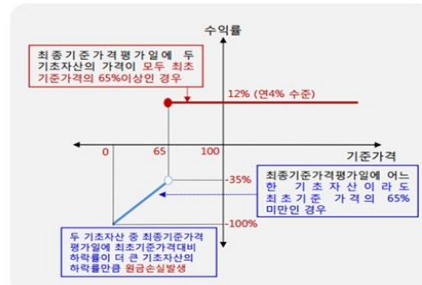 수익률
최종기준가격평가일에 두
기초자산의 가격이 모두 최초
기준가격의 65%이상인 경우
12% (연4% 수준)
0
65
100
기준가격
-35%
최종기준가격평가일에 어느
한 기초자산이라도
최초기준 가격의 65%
미만인 경우
-100%
두 기초자산 중 최종기준가격
평가일에 최초기준가격대비
하락률이 더 큰 기초자산의
하락률만큼 원금손실발생